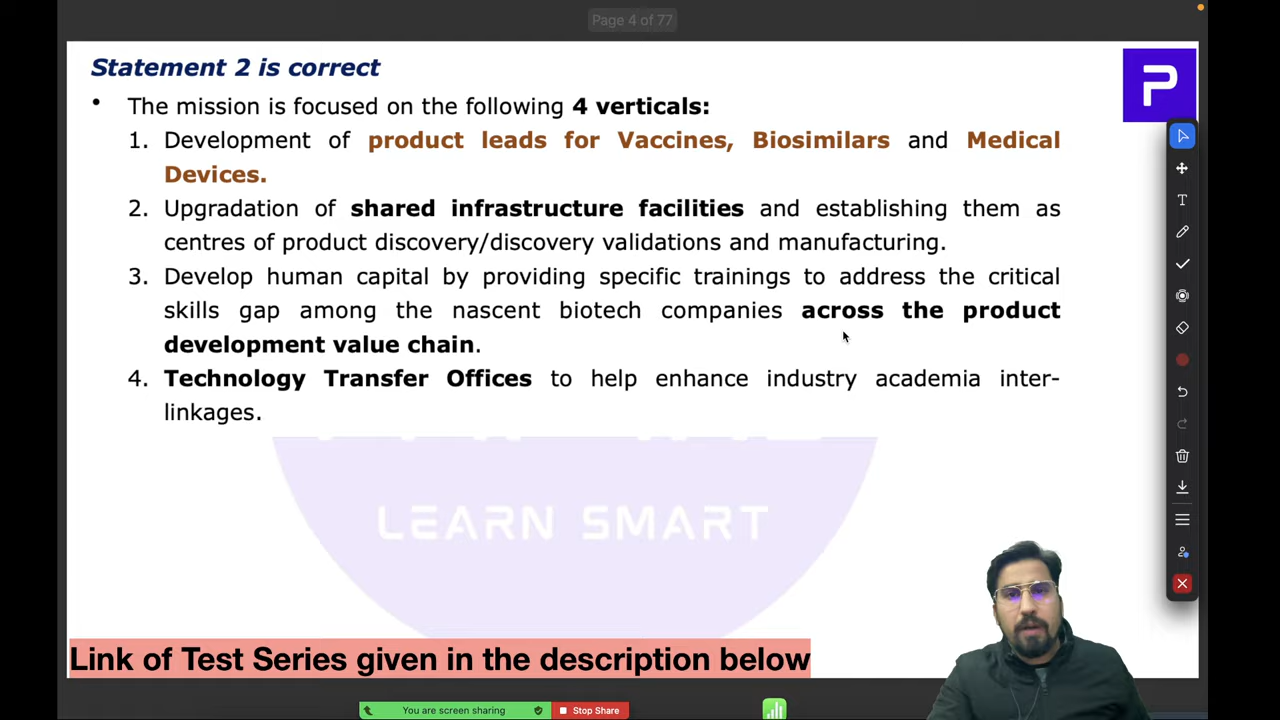 Page 4 of 77
Statement 2 is correct
• The mission is focused on the following 4 verticals:
1. Development of product leads for Vaccines, Biosimilars and Medical
Devices.
2. Upgradation of shared infrastructure facilities and establishing them as
centres of product discovery/discovery validations and manufacturing.
3. Develop human capital by providing specific trainings to address the critical
skills gap among the nascent biotech companies across the product
development value chain.
4. Technology Transfer Offices to help enhance industry academia inter-
linkages.
LEARN SMART
Link of Test Series given in the description below
You are screen sharing
Stop Share